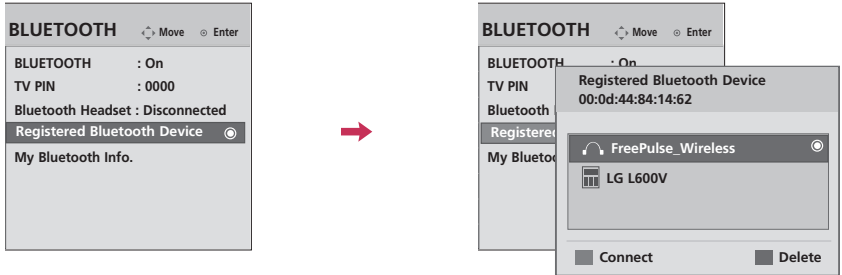 BLUETOOTH Move Enter
BLUETOOTH : On
TV PIN : 0000
Bluetooth Headset : Disconnected
Registered Bluetooth Device
My Bluetooth Info.
BLUETOOTH Move Enter
BLUETOOTH : On
TV PIN
Bluetooth
Registered
My Bluetoo
Registered Bluetooth Device
00:0d:44:84:14:62
FreePulse_Wireless
LG L600V
Connect Delete